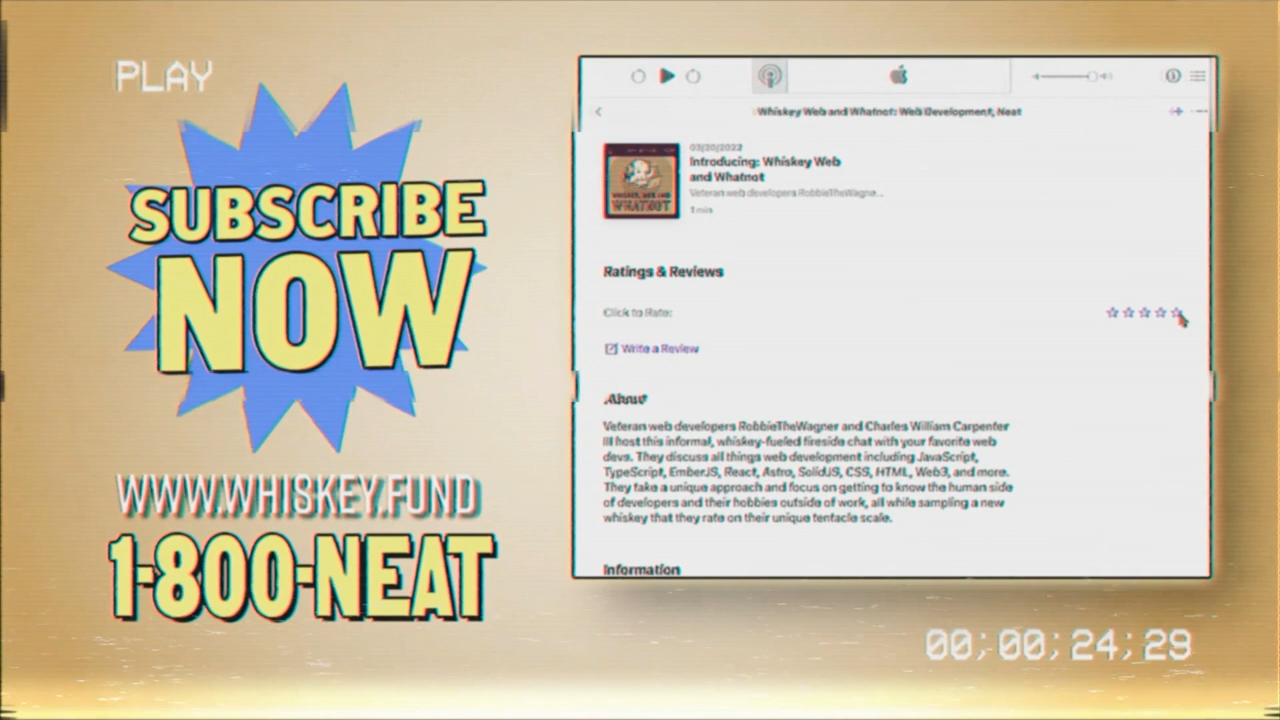 PLAY
SUBSCRIBE
NOW
WWW.WHISKEY.FUND
1-800-NEAT
Whiskey Web and Whatnot: Web Development, Neat
03/20/2022
Introducing: Whiskey Web
and Whatnot
Veteran web developers RobbieTheWagne...
1 min
WHISKEY, WEB AND
WHATNOT
Ratings & Reviews
Click to Rate:
Write a Review
About
Veteran web developers RobbieTheWagner and Charles William Carpenter
III host this informal, whiskey-fueled fireside chat with your favorite web
devs. They discuss all things web development including JavaScript,
TypeScript, EmberJS, React, Astro, SolidJS, CSS, HTML, Web3, and more.
They take a unique approach and focus on getting to know the human side
of developers and their hobbies outside of work, all while sampling a new
whiskey that they rate on their unique tentacle scale.
Information
00;00;24;29